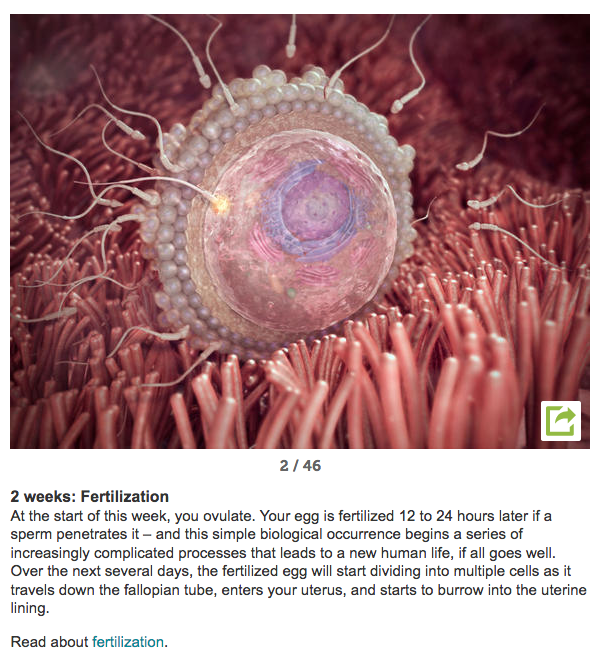 2 / 46
2 weeks: Fertilization
At the start of this week, you ovulate. Your egg is fertilized 12 to 24 hours later if a
sperm penetrates it – and this simple biological occurrence begins a series of
increasingly complicated processes that leads to a new human life, if all goes well.
Over the next several days, the fertilized egg will start dividing into multiple cells as it
travels down the fallopian tube, enters your uterus, and starts to burrow into the uterine
lining.
Read about fertilization.